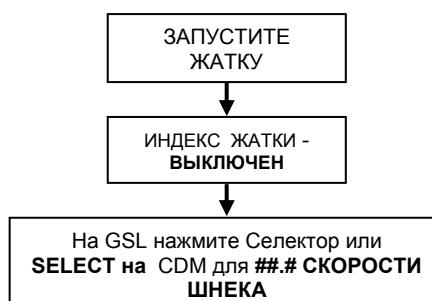 ЗАПУСТИТЕ
ЖАТКУ
ИНДЕКС ЖАТКИ -
ВЫКЛЮЧЕН
На GSL нажмите Селектор или
SELECT на CDM для ##.# СКОРОСТИ
ШНЕКА